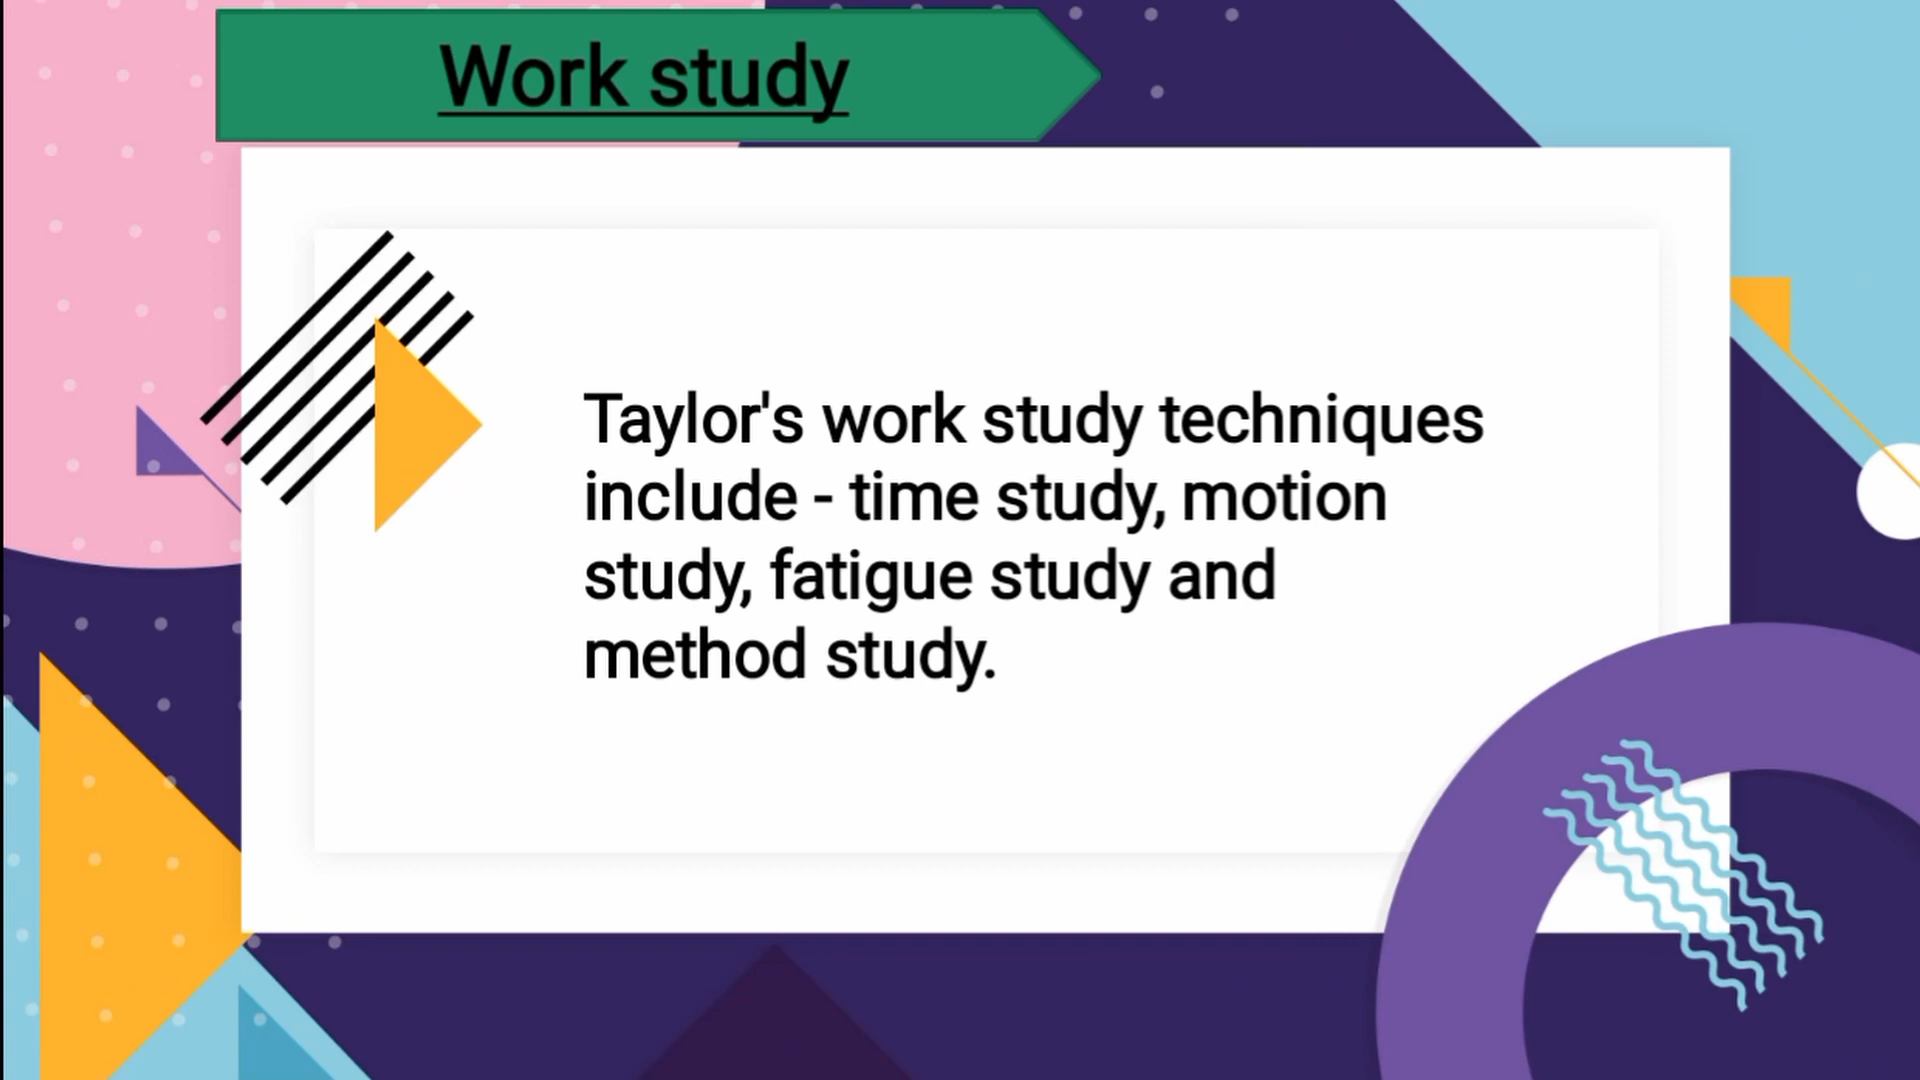 Work study
Taylor's work study techniques
include - time study, motion
study, fatigue study and
method study.